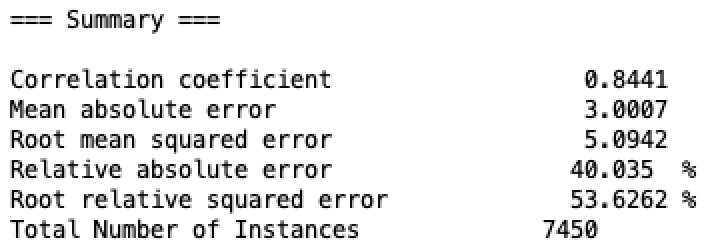 === Summary ===
Correlation coefficient 0.8441
Mean absolute error 3.0007
Root mean squared error 5.0942
Relative absolute error 40.035 %
Root relative squared error 53.6262 %
Total Number of Instances 7450